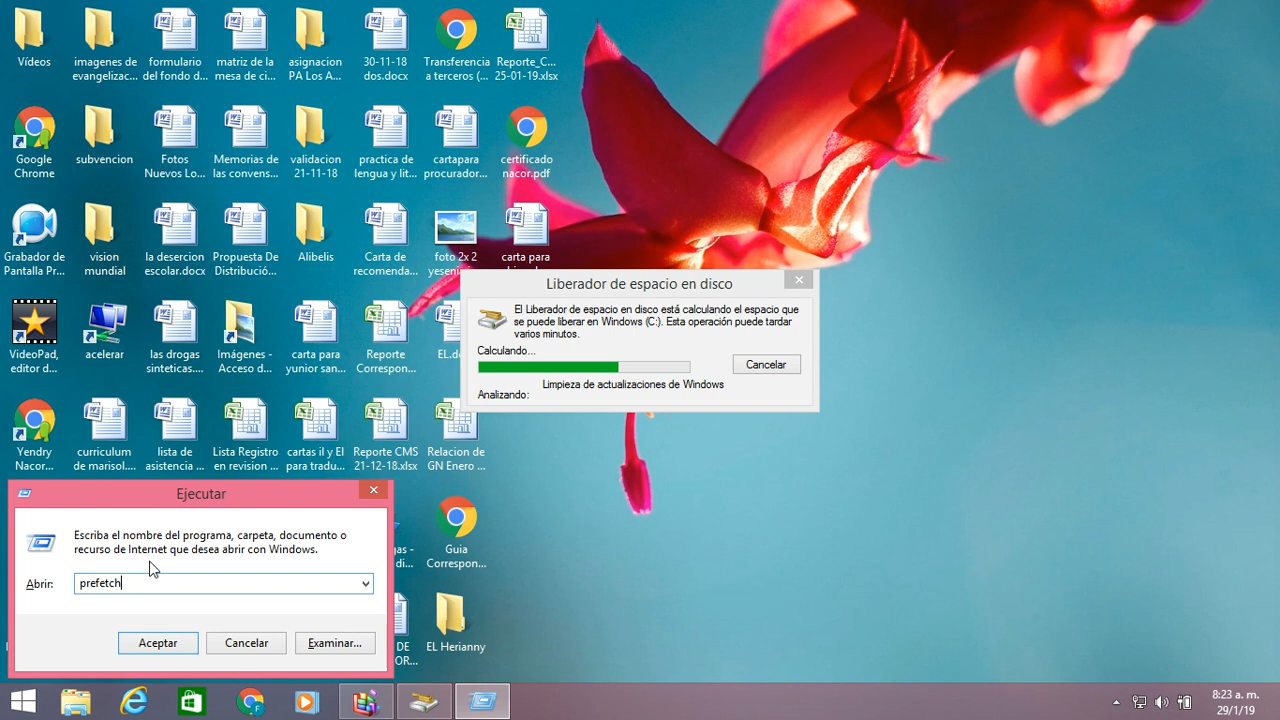 Vídeos
imagenes de
evangelizac...
formulario
del fondo d...
matriz de la
mesa de ci...
asignacion
PA Los A...
30-11-18
dos.docx
Transferencia
a terceros (...
Reporte_C...
25-01-19.xlsx
Google
Chrome
subvencion
Fotos
Nuevos Lo...
Memorias de
las convens...
validacion
21-11-18
practica de
lengua y lit...
cartapara
procurador...
certificado
nacor.pdf
Grabador de
Pantalla Pr...
vision
mundial
la desercion
escolar.docx
Propuesta De
Distribució...
Alibelis
Carta de
recomenda...
foto 2x 2
carta para
VideoPad,
editor d...
acelerar
las drogas
sinteticas....
Imágenes -
Acceso d...
carta para
yunior san...
Reporte
Correspon...
Liberador de espacio en disco
El Liberador de espacio en disco está calculando el espacio que
se puede liberar en Windows (C:). Esta operación puede tardar
varios minutos.
Calculando...
Cancelar
Limpieza de actualizaciones de Windows
Analizando:
Yendry
Nacor...
curriculum
de marisol....
lista de
asistencia ...
Lista Registro
en revision ...
cartas il y El
para tradu...
Reporte CMS
21-12-18.xlsx
Relacion de
GN Enero ...
Ejecutar
Escriba el nombre del programa, carpeta, documento o
recurso de Internet que desea abrir con Windows.
Abrir:
prefetch
Aceptar
Cancelar
Examinar...
Guia
Correspon...
DE
EL Herianny
8:23 a. m.
29/1/19